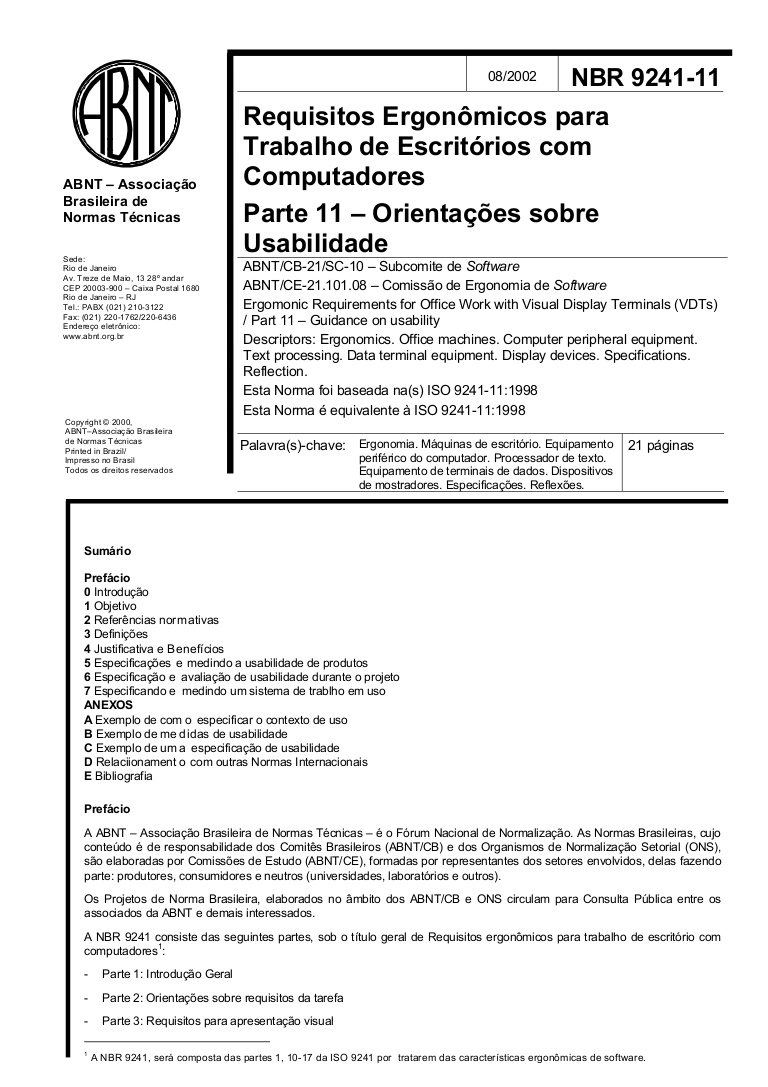 ABNT
ABNT – Associação
Brasileira de
Normas Técnicas
Sede:
Rio de Janeiro
Av. Treze de Maio, 13 28º andar
CEP 20003-900 – Caixa Postal 1680
Rio de Janeiro – RJ
Tel.: PABX (021) 210-3122
Fax: (021) 220-1762/220-6436
Endereço eletrônico:
www.abnt.org.br
Copyright © 2000,
ABNT–Associação Brasileira
de Normas Técnicas
Printed in Brazil/
Impresso no Brasil
Todos os direitos reservados
08/2002
NBR 9241-11
Requisitos Ergonômicos para
Trabalho de Escritórios com
Computadores
Parte 11 – Orientações sobre
Usabilidade
ABNT/CB-21/SC-10 – Subcomite de Software
ABNT/CE-21.101.08 – Comissão de Ergonomia de Software
Ergomonic Requirements for Office Work with Visual Display Terminals (VDTs)
/ Part 11 – Guidance on usability
Descriptors: Ergonomics. Office machines. Computer peripheral equipment.
Text processing. Data terminal equipment. Display devices. Specifications.
Reflection.
Esta Norma foi baseada na(s) ISO 9241-11:1998
Esta Norma é equivalente à ISO 9241-11:1998
Palavra(s)-chave:
Ergonomia. Máquinas de escritório. Equipamento
periférico do computador. Processador de texto.
Equipamento de terminais de dados. Dispositivos
de mostradores. Especificações. Reflexões.
21 páginas
Sumário
Prefácio
0 Introdução
1 Objetivo
2 Referências normativas
3 Definições
4 Justificativa e Benefícios
5 Especificações e medindo a usabilidade de produtos
6 Especificação e avaliação de usabilidade durante o projeto
7 Especificando e medindo um sistema de trablho em uso
ANEXOS
A Exemplo de com o especificar o contexto de uso
B Exemplo de me didas de usabilidade
C Exemplo de um a especificação de usabilidade
D Relaciionament o com outras Normas Internacionais
E Bibliografia
Prefácio
A ABNT – Associação Brasileira de Normas Técnicas – é o Fórum Nacional de Normalização. As Normas Brasileiras, cujo
conteúdo é de responsabilidade dos Comitês Brasileiros (ABNT/CB) e dos Organismos de Normalização Setorial (ONS),
são elaboradas por Comissões de Estudo (ABNT/CE), formadas por representantes dos setores envolvidos, delas fazendo
parte: produtores, consumidores e neutros (universidades, laboratórios e outros).
Os Projetos de Norma Brasileira, elaborados no âmbito dos ABNT/CB e ONS circulam para Consulta Pública entre os
associados da ABNT e demais interessados.
A NBR 9241 consiste das seguintes partes, sob o título geral de Requisitos ergonômicos para trabalho de escritório com
computadores1:
- Parte 1: Introdução Geral
- Parte 2: Orientações sobre requisitos da tarefa
- Parte 3: Requisitos para apresentação visual
1 A NBR 9241, será composta das partes 1, 10-17 da ISO 9241 por tratarem das características ergonômicas de software.